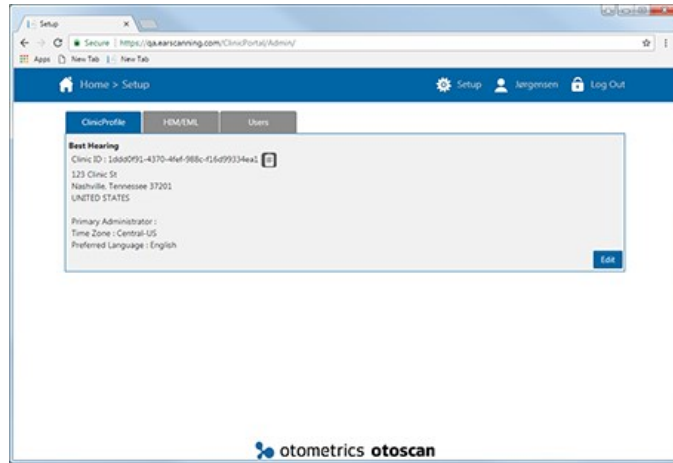 Setup
Secure | https://qa.earscanning.com/ClinicPortal/Admin/
Apps New Tab New Tab
Home > Setup Setup Jørgensen Log Out
ClinicProfile HIM/EML Users
Best Hearing
Clinic ID : 1ddd0f91-4370-4fef-988c-f16d99334ea1
123 Clinic St
Nashville, Tennessee 37201
UNITED STATES
Primary Administrator :
Time Zone : Central-US
Preferred Language : English
Edit
otometrics otoscan